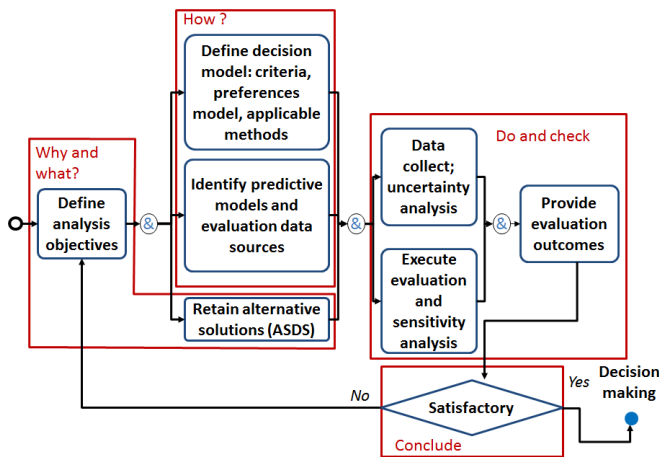 How ?
Define decision
model: criteria,
preferences
model, applicable
methods
Why and
what?
Define
analysis
objectives
&
Identify predictive
models and
evaluation data
sources
Retain alternative
solutions (ASDS)
&
Do and check
Data
collect;
uncertainty
analysis
Execute
evaluation
and
sensitivity
analysis
&
Provide
evaluation
outcomes
No
Satisfactory
Yes
Decision
making
Conclude